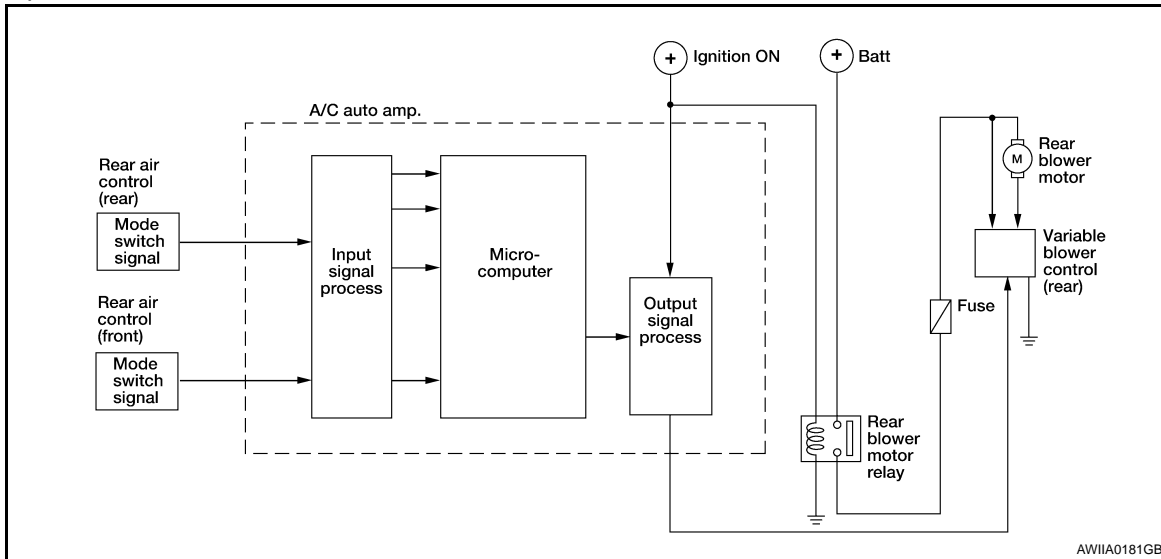 Ignition ON
Batt
A/C auto amp.
Rear air
control
(rear)
Mode
switch
signal
Rear air
control
(front)
Mode
switch
signal
Input
signal
process
Micro-
computer
Output
signal
process
Rear
blower
motor
relay
Fuse
M
Rear
blower
motor
Variable
blower
control
(rear)
+
+
AWIIA0181GB